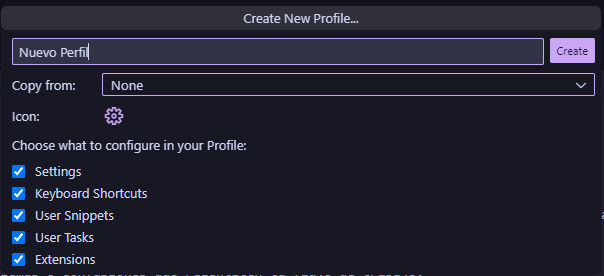 Create New Profile...
Nuevo Perfil
Create
Copy from:
None
Icon:
Choose what to configure in your Profile:
Settings
Keyboard Shortcuts
User Snippets
User Tasks
Extensions